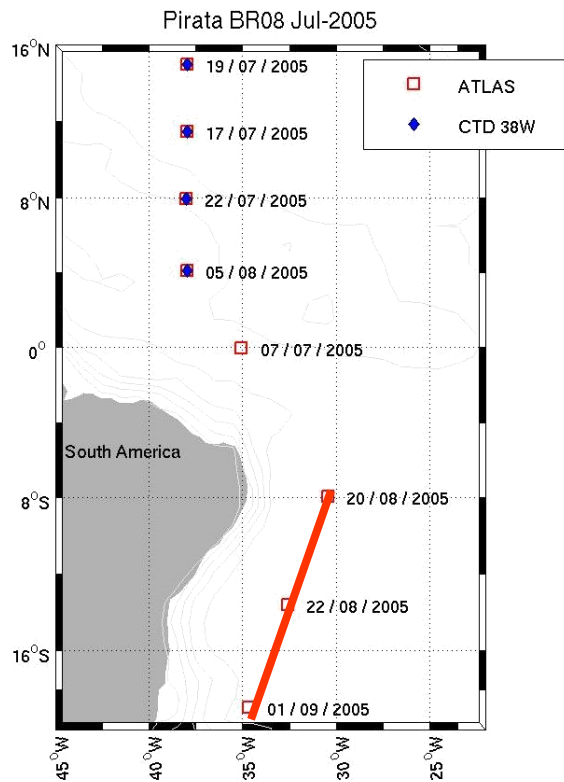 Pirata BR08 Jul-2005
16°N
19 / 07 / 2005
ATLAS
CTD 38W
17 / 07 / 2005
8°N
22 / 07 / 2005
05 / 08 / 2005
0°
07 / 07 / 2005
South America
8°S
20 / 08 / 2005
22 / 08 / 2005
16°S
01 / 09 / 2005
45°W
40°W
35°W
30°W
25°W